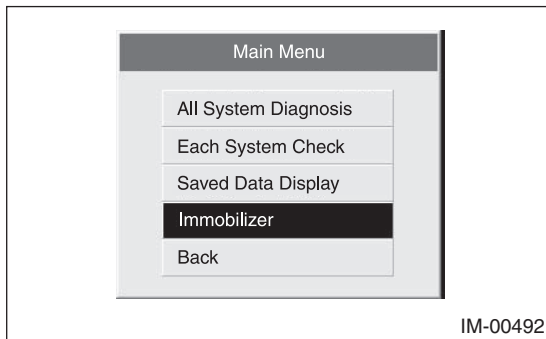 Main Menu
All System Diagnosis
Each System Check
Saved Data Display
Immobilizer
Back
IM-00492